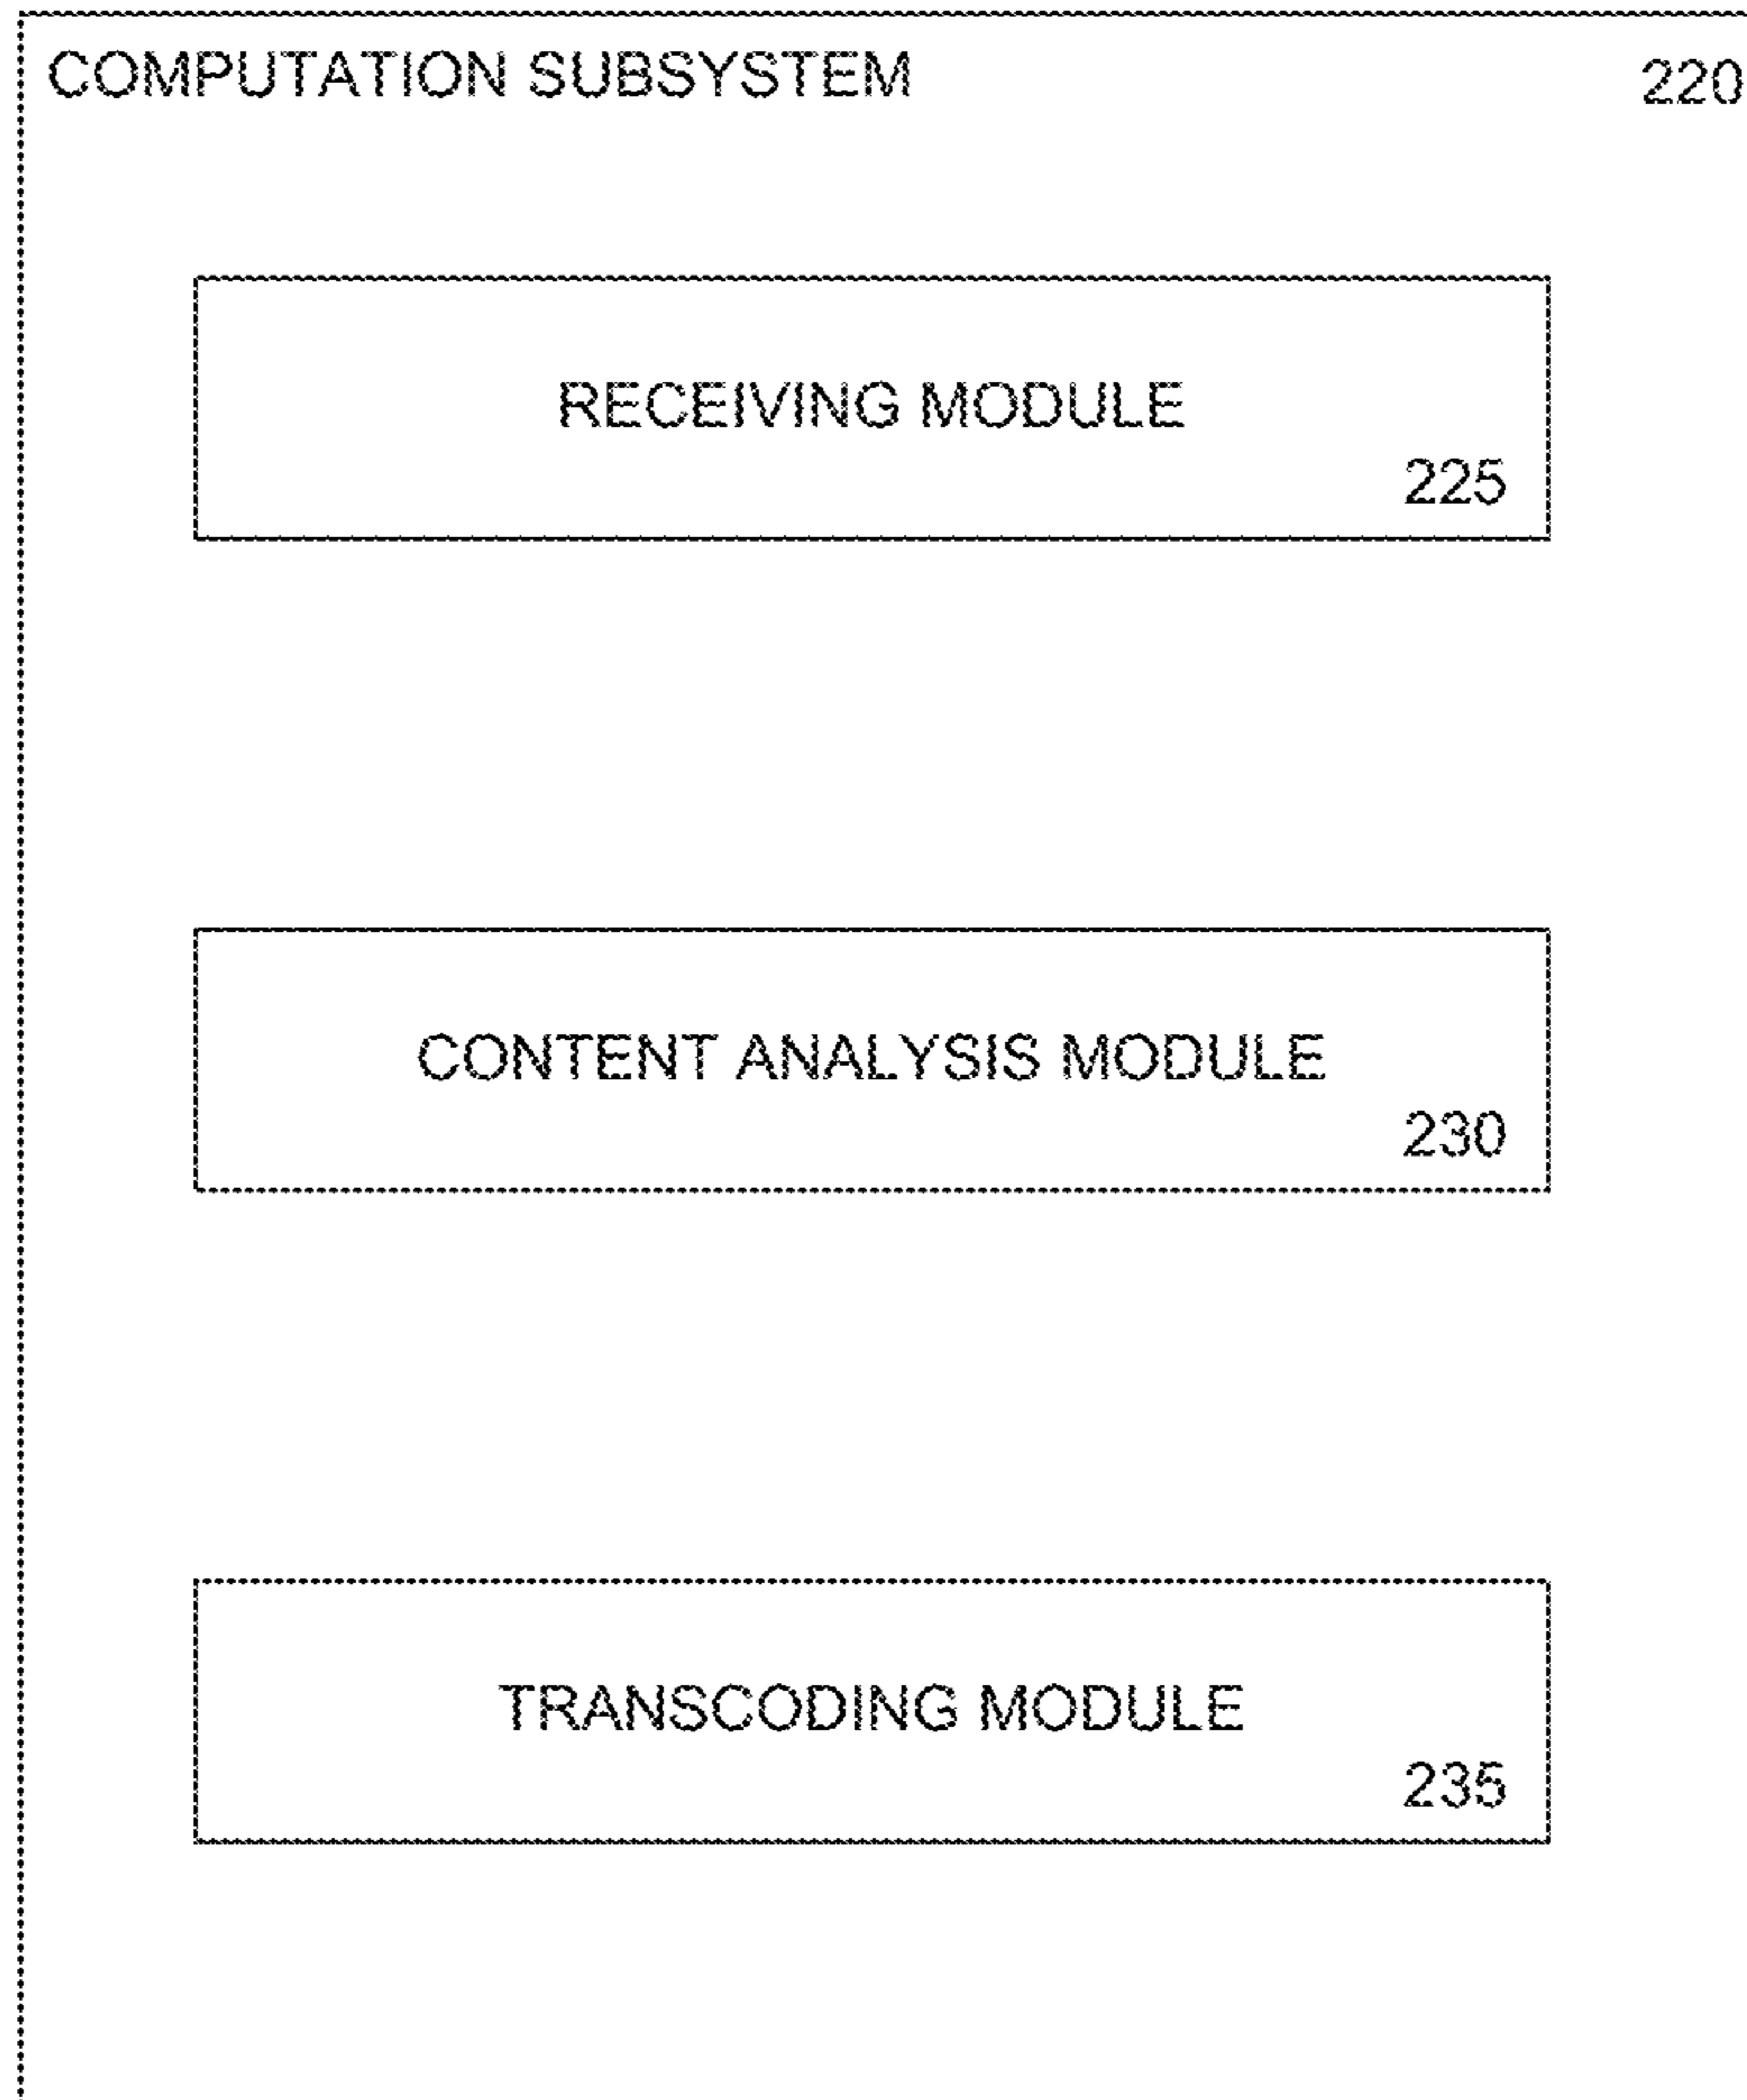 COMPUTATION SUBSYSTEM 220
RECEIVING MODULE
225
CONTENT ANALYSIS MODULE
230
TRANSCODING MODULE
235